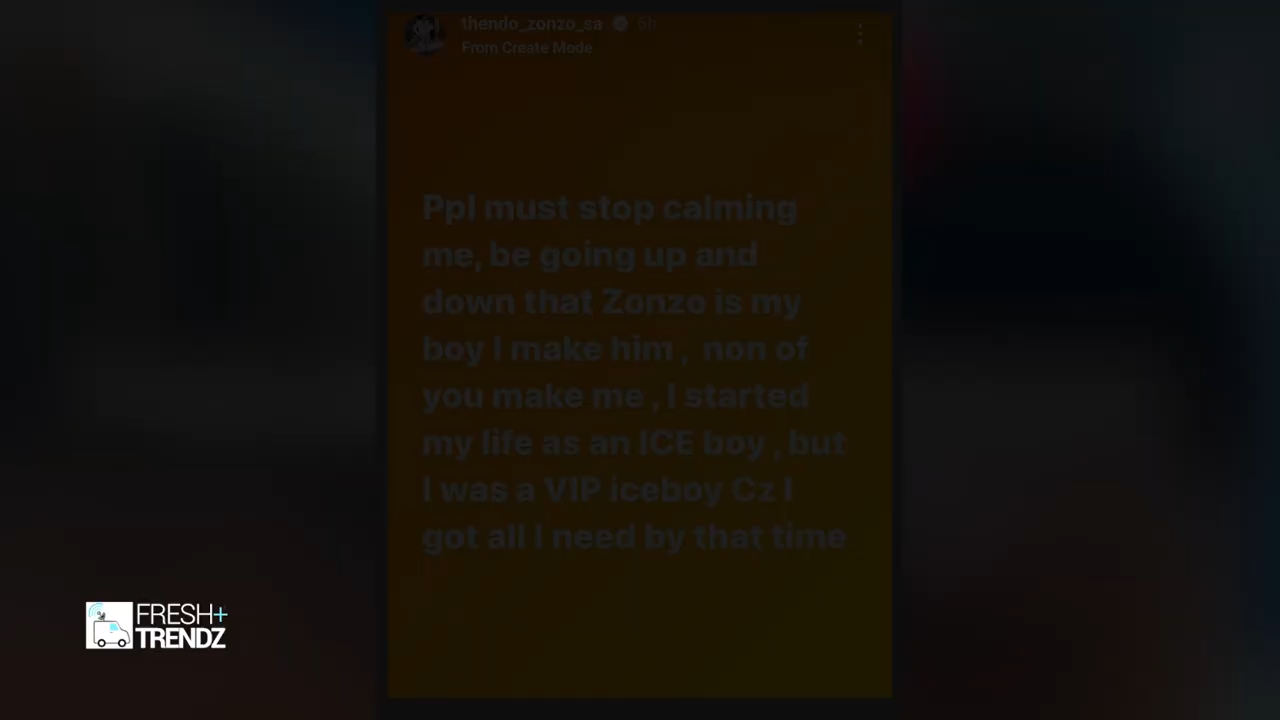 thendo_zonzo_sa 6h
From Create Mode
Ppl must stop calming
me, be going up and
down that Zonzo is my
boy I make him , non of
you make me , I started
my life as an ICE boy , but
I was a VIP iceboy Cz I
got all I need by that time
FRESH+
TRENDZ